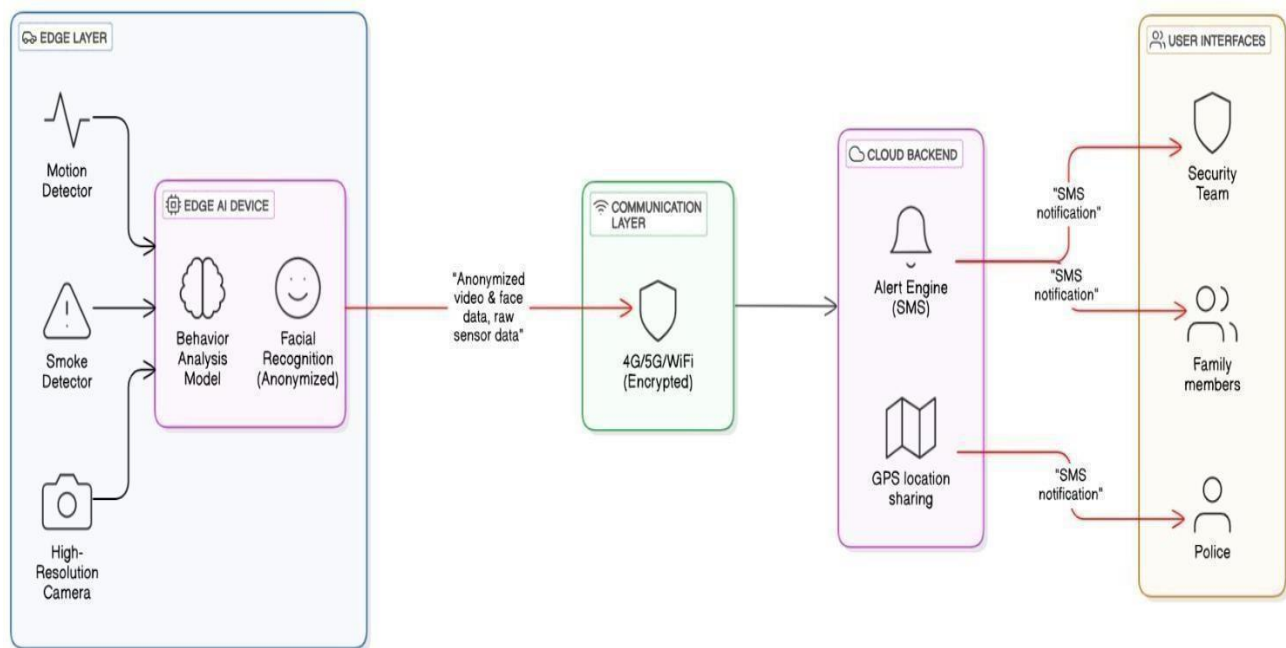 EDGE LAYER
Motion
Detector
Smoke
Detector
High-
Resolution
Camera
EDGE AI DEVICE
Behavior
Analysis
Model
Facial
Recognition
(Anonymized)
"Anonymized
video & face
data, raw
sensor data"
COMMUNICATION
LAYER
4G/5G/WiFi
(Encrypted)
CLOUD BACKEND
Alert Engine
(SMS)
GPS location
sharing
"SMS
notification"
"SMS
notification"
"SMS
notification"
USER INTERFACES
Security
Team
Family
members
Police